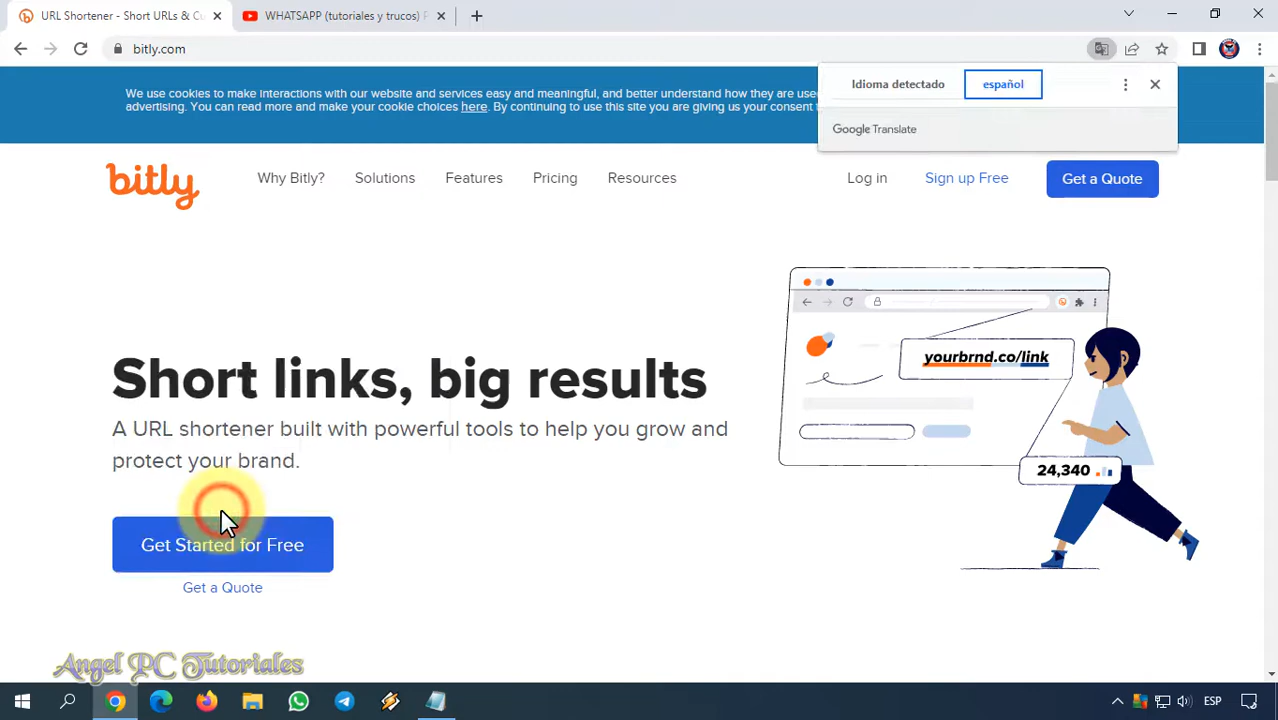 URL Shortener - Short URLs & Cu
WHATSAPP (tutoriales y trucos) P
bitly.com
We use cookies to make interactions with our website and services easy and meaningful, and better understand how they are use
advertising. You can read more and make your cookie choices here. By continuing to use this site you are giving us your consent t
Idioma detectado
español
Google Translate
bitly
Why Bitly?
Solutions
Features
Pricing
Resources
Log in
Sign up Free
Get a Quote
Short links, big results
A URL shortener built with powerful tools to help you grow and
protect your brand.
yourbrnd.co/link
24,340
Get Started for Free
Get a Quote
Angel PC Tutoriales
ESP